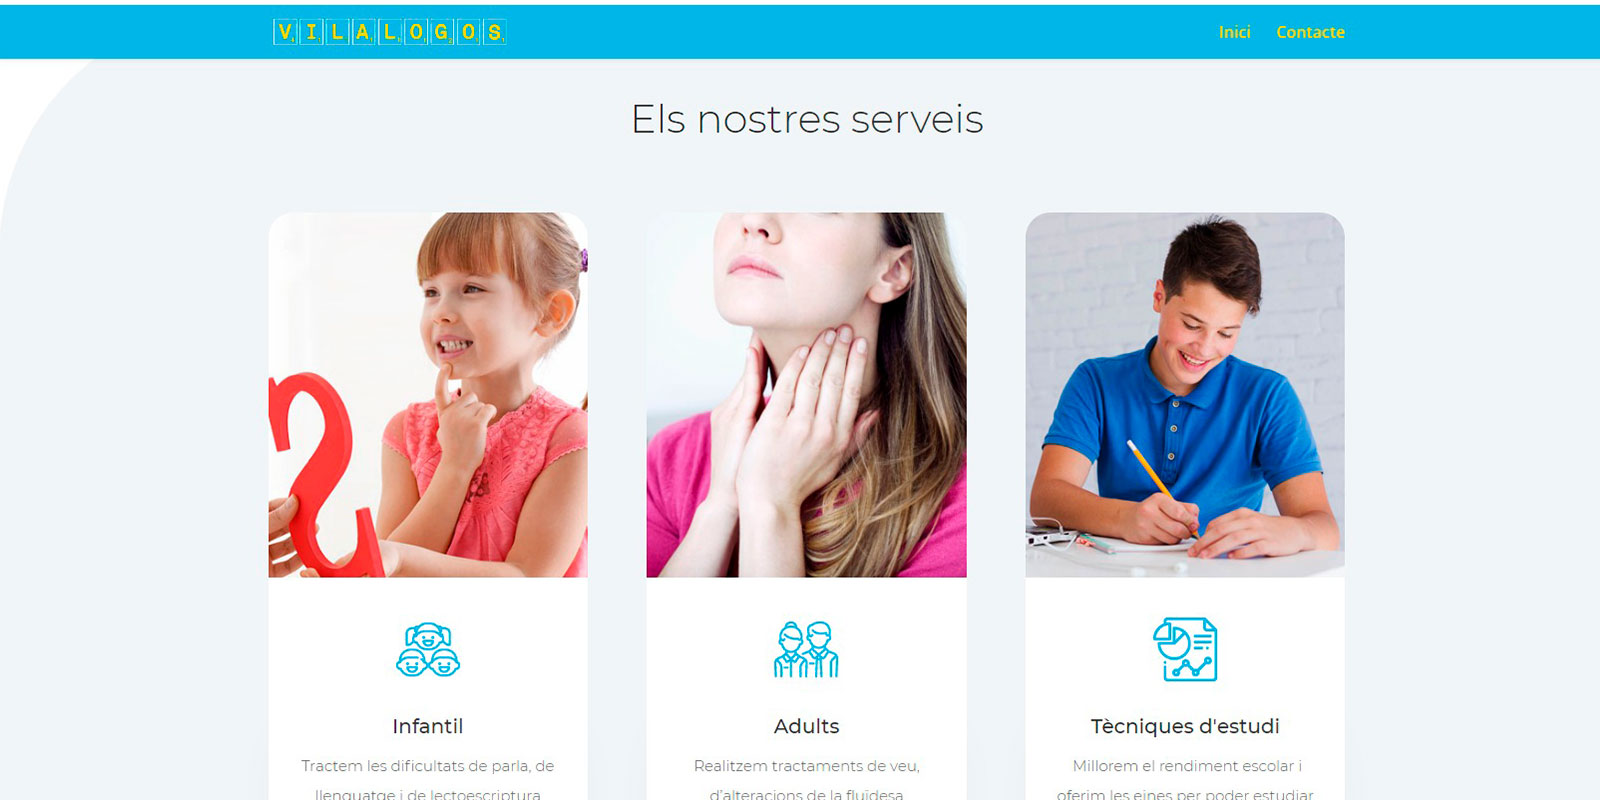 VILALOGOS
Inici Contacte
Els nostres serveis
Infantil
Adults
Tècniques d'estudi
Tractem les dificultats de parla, de
llenguatge i de lectoescriptura
Realitzem tractaments de veu,
d'alteracions de la fluïdesa
Millorem el rendiment escolar i
oferim les eines per poder estudiar